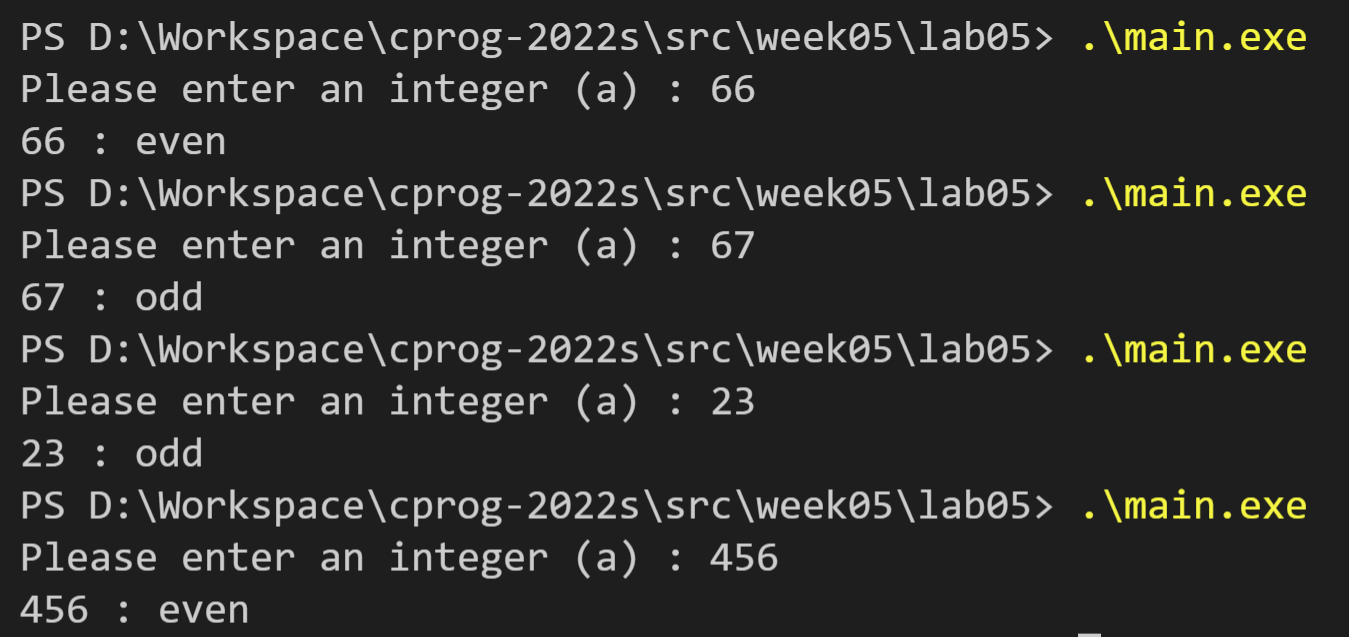 PS D:\Workspace\cprog-2022s\src\week05\lab05> .\main.exe
Please enter an integer (a) : 66
66 : even
PS D:\Workspace\cprog-2022s\src\week05\lab05> .\main.exe
Please enter an integer (a) : 67
67 : odd
PS D:\Workspace\cprog-2022s\src\week05\lab05> .\main.exe
Please enter an integer (a) : 23
23 : odd
PS D:\Workspace\cprog-2022s\src\week05\lab05> .\main.exe
Please enter an integer (a) : 456
456 : even